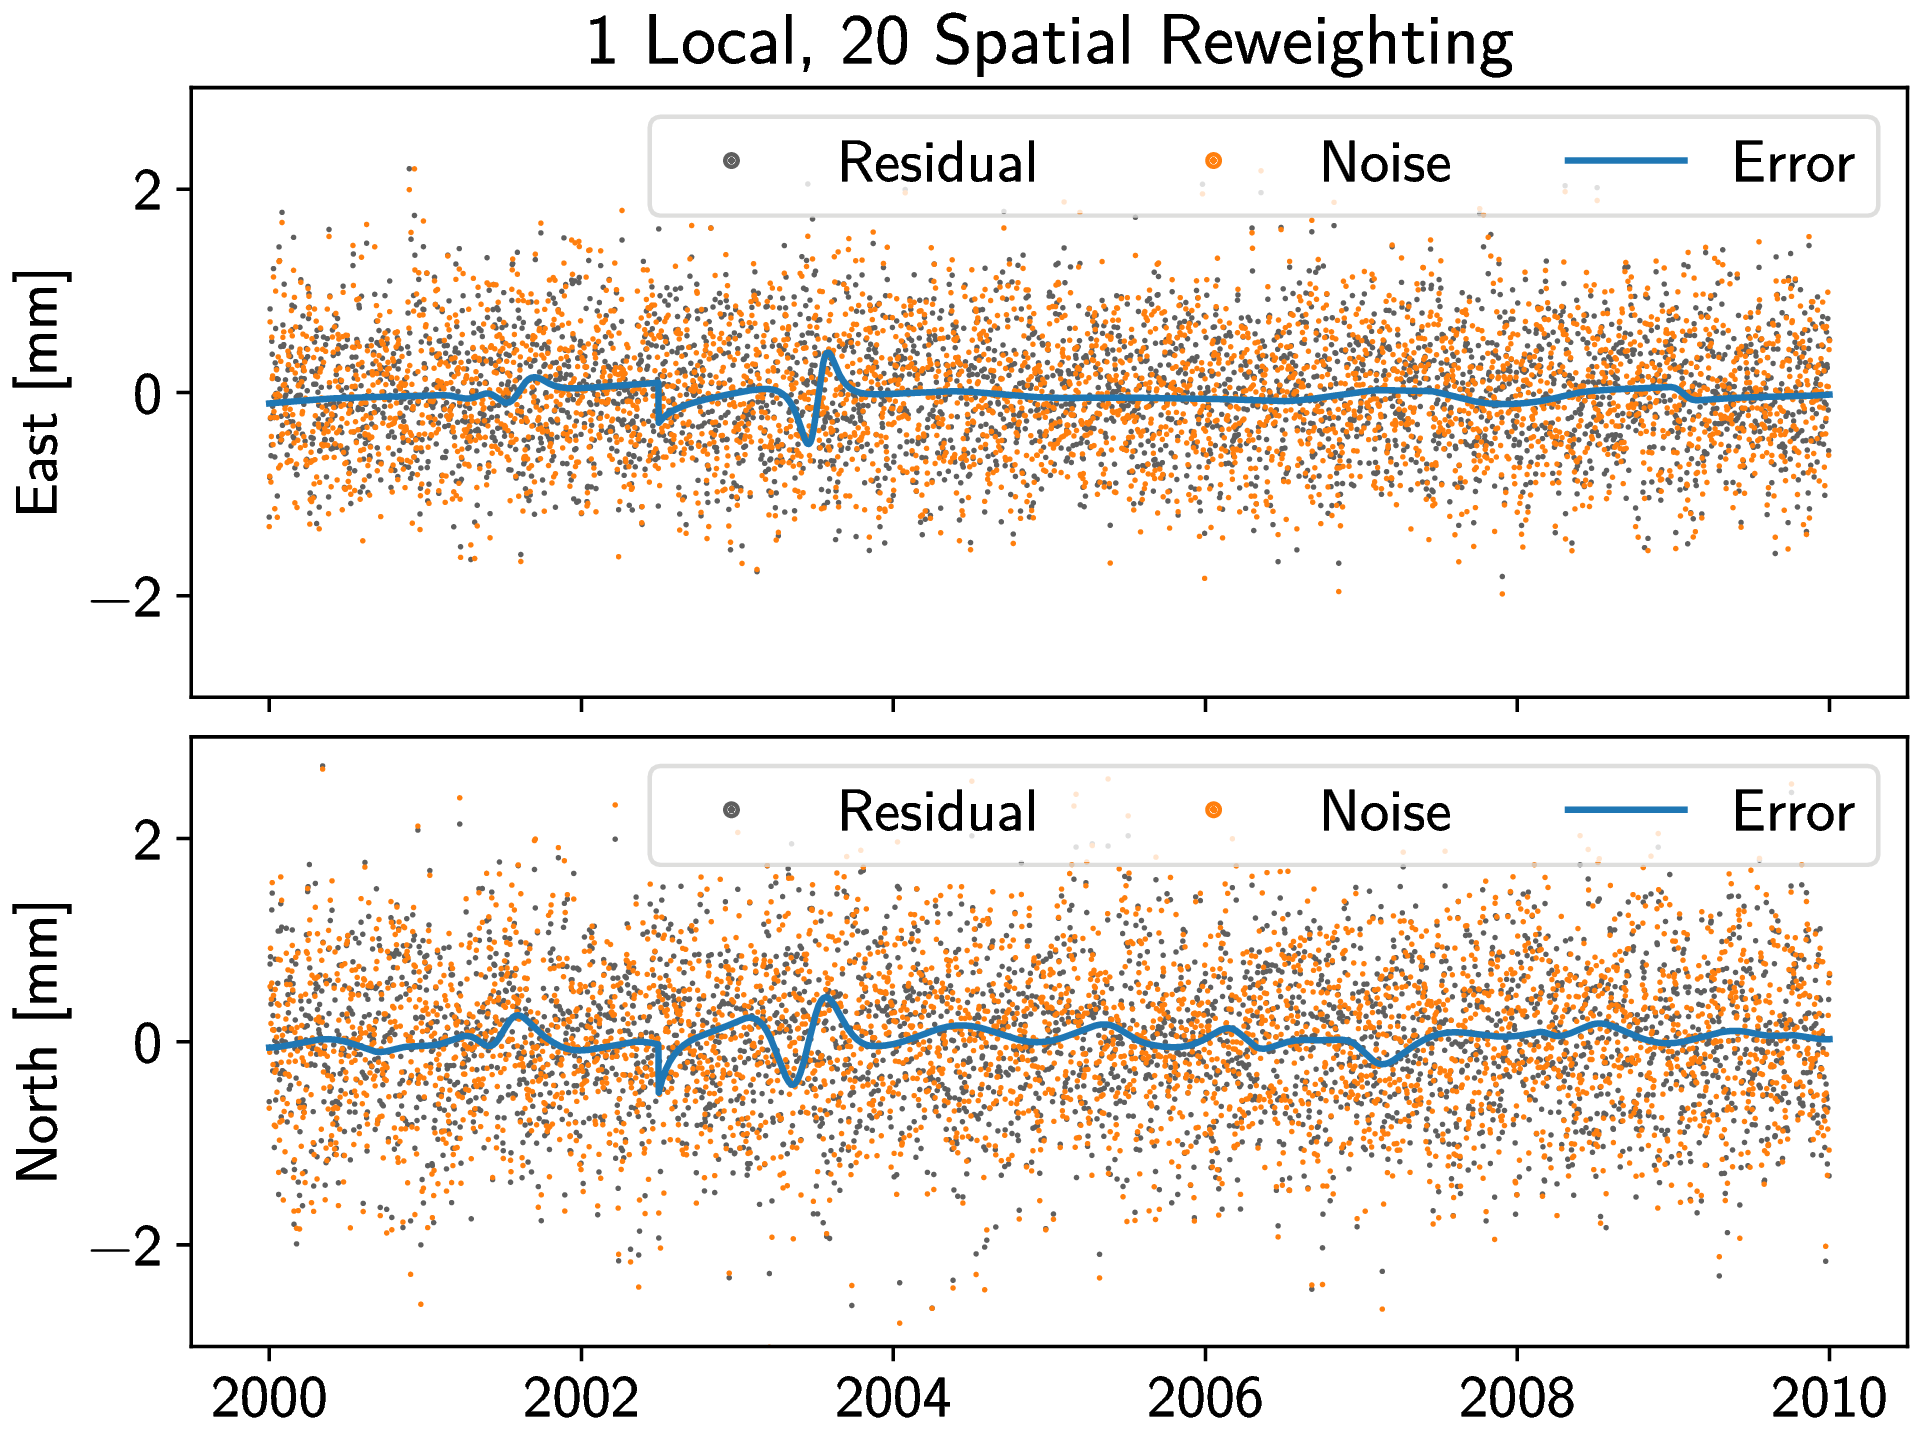 1 Local, 20 Spatial Reweighting
Residual Noise Error
East [mm]
2
0
−2
Residual Noise Error
North [mm]
2
0
−2
2000 2002 2004 2006 2008 2010